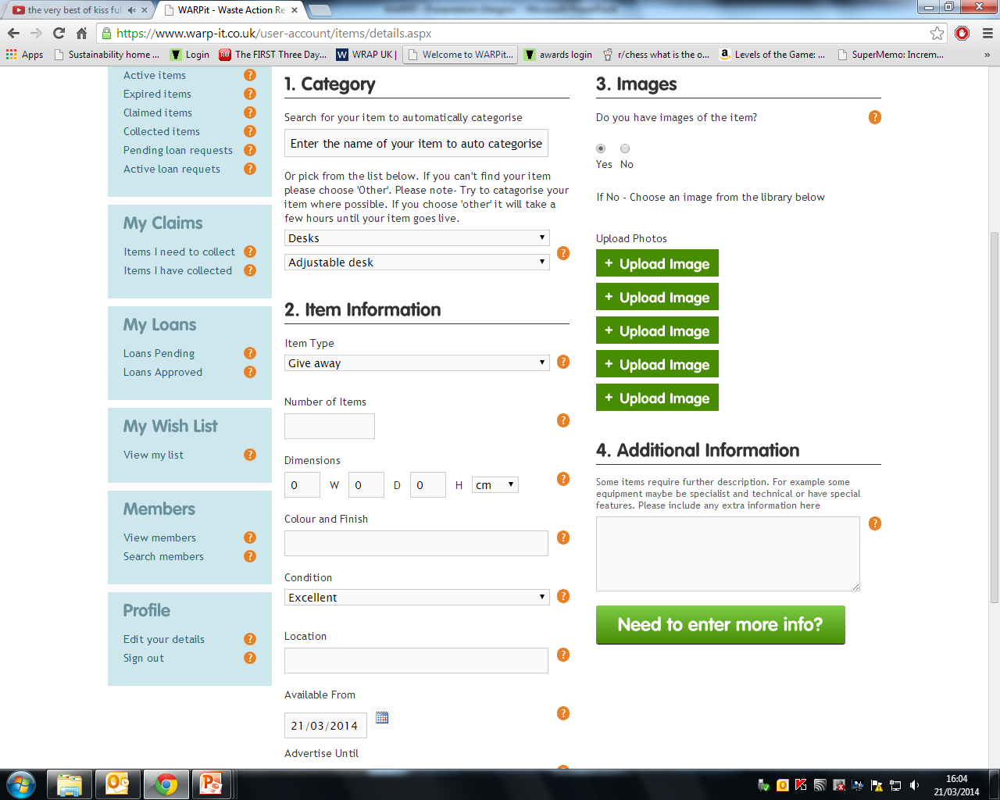 the very best of kiss ful
WARPit - Waste Action Re
https://www.warp-it.co.uk/user-account/items/details.aspx
Apps
Sustainability home ...
Login
The FIRST Three Day...
WRAP UK |
Welcome to WARPit...
awards login
r/chess what is the o...
Levels of the Game: ...
SuperMemo: Increm...
»
Active items ?
Expired items ?
Claimed items ?
Collected items ?
Pending loan requests ?
Active loan requets ?
My Claims
Items I need to collect ?
Items I have collected ?
My Loans
Loans Pending ?
Loans Approved ?
My Wish List
View my list ?
Members
View members ?
Search members ?
Profile
Edit your details ?
Sign out ?
1. Category
Search for your item to automatically categorise
Enter the name of your item to auto categorise
Or pick from the list below. If you can't find your item
please choose 'Other'. Please note- Try to catagorise your
item where possible. If you choose 'other' it will take a
few hours until your item goes live.
Desks
?
Adjustable desk
2. Item Information
Item Type
Give away ?
Number of Items
?
Dimensions
0 W 0 D 0 H cm ?
Colour and Finish
?
Condition
Excellent ?
Location
?
Available From
21/03/2014 ?
Advertise Until
3. Images
Do you have images of the item? ?
Yes No
If No - Choose an image from the library below
Upload Photos
+ Upload Image
+ Upload Image
+ Upload Image
+ Upload Image
+ Upload Image
4. Additional Information
Some items require further description. For example some
equipment maybe be specialist and technical or have special
features. Please include any extra information here
?
Need to enter more info?
16:04
21/03/2014